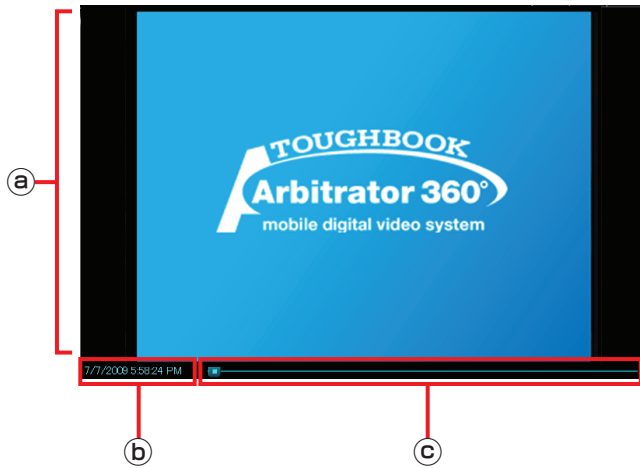 TOUGHBOOK
Arbitrator 360°
mobile digital video system
ⓐ
7/7/2009 5:58:24 PM
ⓑ
ⓒ